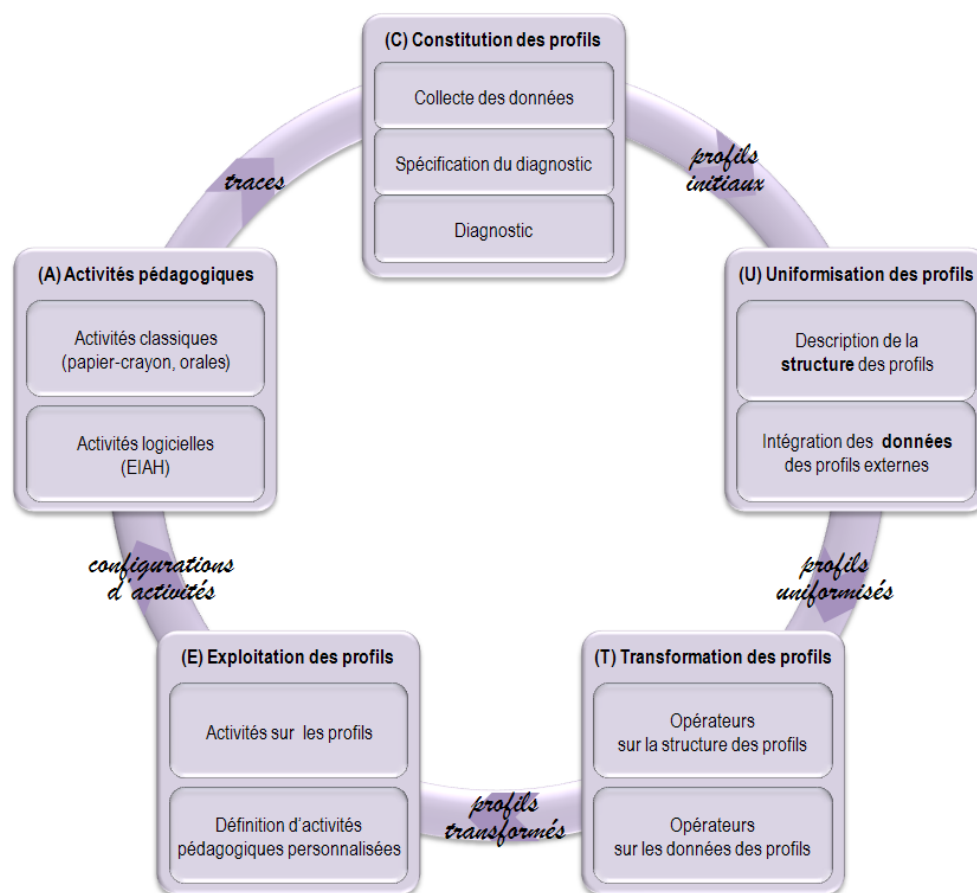 (C) Constitution des profils
Collecte des données
Spécification du diagnostic
Diagnostic
profils
initiaux
traces
(A) Activités pédagogiques
Activités classiques
(papier-crayon, orales)
Activités logicielles
(EIAH)
(U) Uniformisation des profils
Description de la
structure des profils
Intégration des données
des profils externes
configurations
d'activités
profils
uniformisés
(E) Exploitation des profils
Activités sur les profils
Définition d'activités
pédagogiques personnalisées
(T) Transformation des profils
Opérateurs
sur la structure des profils
Opérateurs
sur les données des profils
profils
transformés